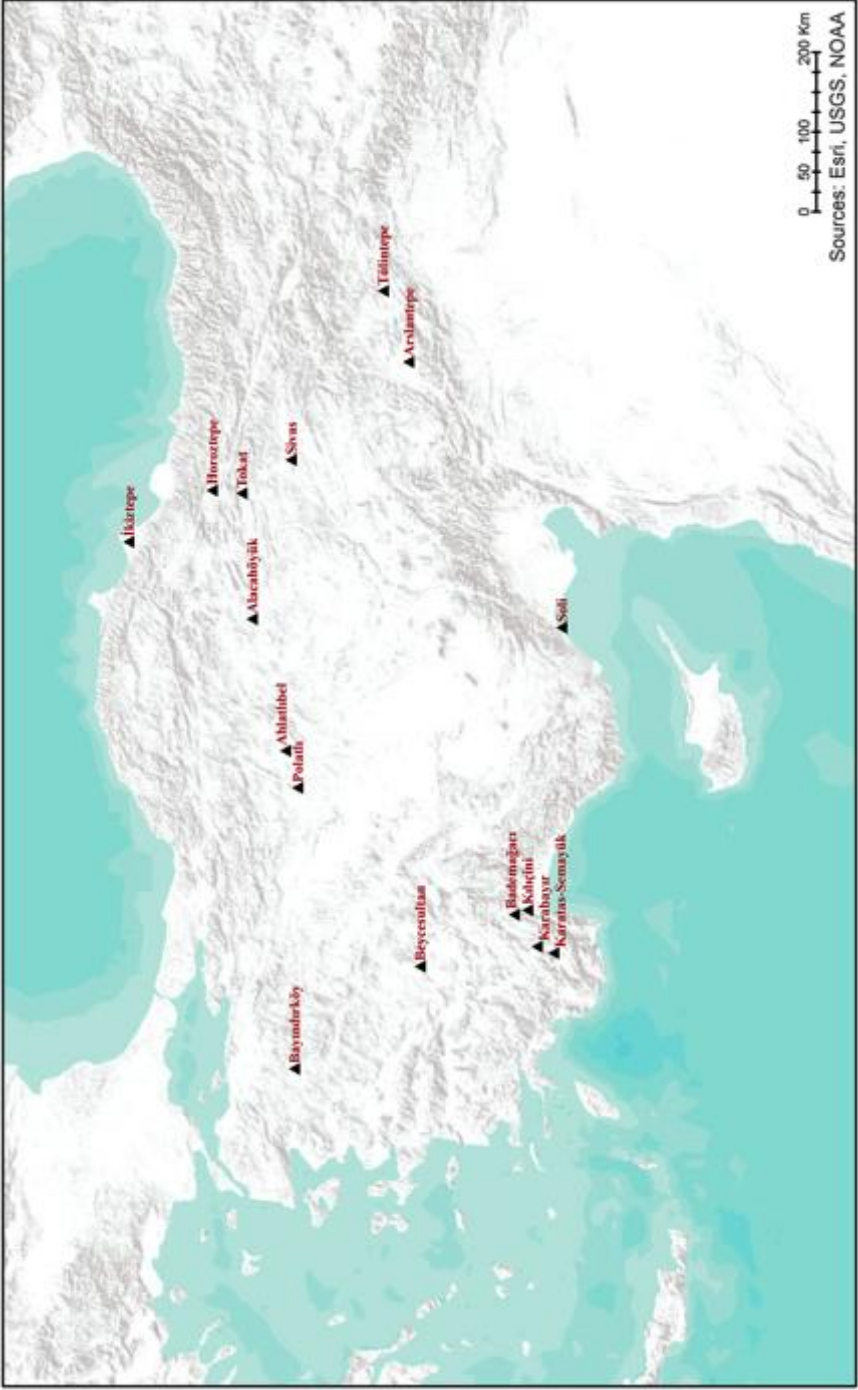 İkiztepe
Horoztepe
Tokat
Alacahöyük
Sivas
Ahlatlıbel
Polatlı
Bayındırköy
Tülintepe
Arslantepe
Beycesultan
Bademağacı
Kılıçini
Karabayır
Karataş-Semayük
Soli
0 50 100 200 Km
Sources: Esri, USGS, NOAA